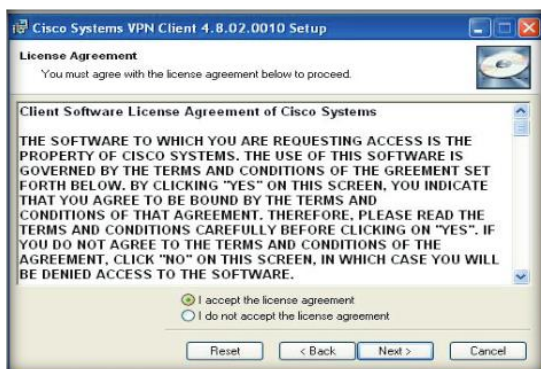 Cisco Systems VPN Client 4.8.02.0010 Setup
License Agreement
You must agree with the license agreement below to proceed.
Client Software License Agreement of Cisco Systems
THE SOFTWARE TO WHICH YOU ARE REQUESTING ACCESS IS THE
PROPERTY OF CISCO SYSTEMS. THE USE OF THIS SOFTWARE IS
GOVERNED BY THE TERMS AND CONDITIONS OF THE GREEMENT SET
FORTH BELOW. BY CLICKING "YES" ON THIS SCREEN, YOU INDICATE
THAT YOU AGREE TO BE BOUND BY THE TERMS AND
CONDITIONS OF THAT AGREEMENT. THEREFORE, PLEASE READ THE
TERMS AND CONDITIONS CAREFULLY BEFORE CLICKING ON "YES". IF
YOU DO NOT AGREE TO THE TERMS AND CONDITIONS OF THE
AGREEMENT, CLICK "NO" ON THIS SCREEN, IN WHICH CASE YOU WILL
BE DENIED ACCESS TO THE SOFTWARE.
I accept the license agreement
I do not accept the license agreement
Reset
< Back
Next >
Cancel